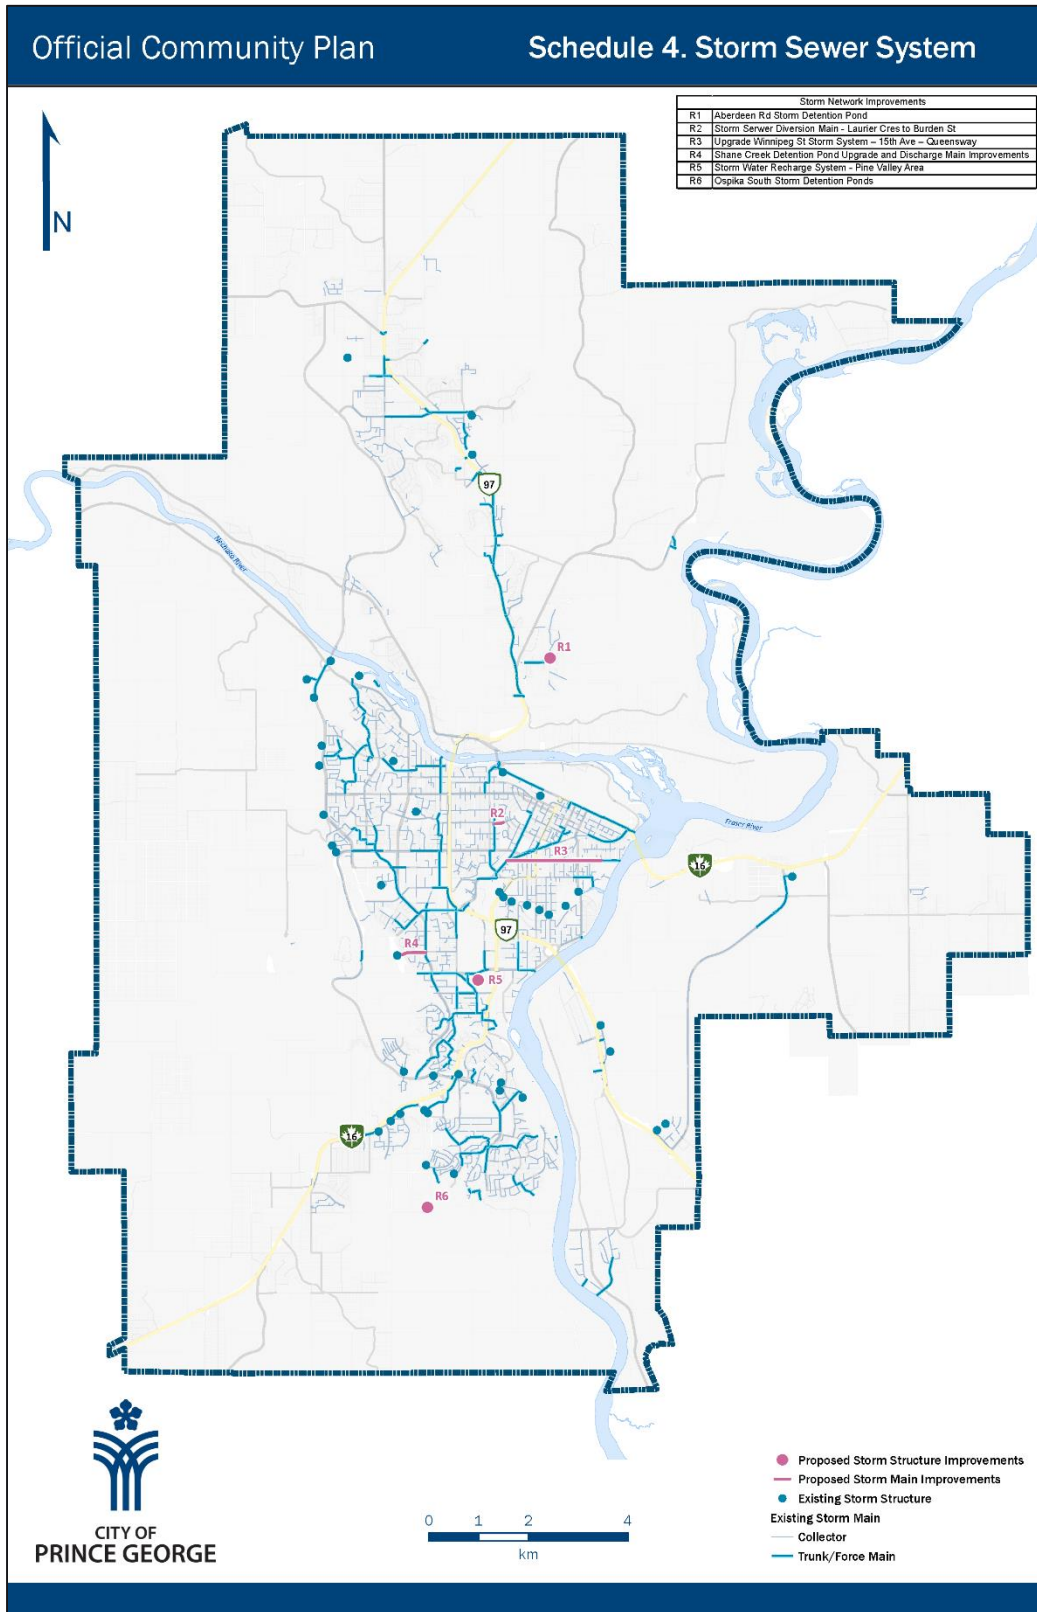 Official Community Plan
Schedule 4. Storm Sewer System
Storm Network Improvements
R1 Aberdeen Rd Storm Detention Pond
R2 Storm Serwer Diversion Main - Laurier Cres to Burden St
R3 Upgrade Winnipeg St Storm System – 15th Ave – Queensway
R4 Shane Creek Detention Pond Upgrade and Discharge Main Improvements
R5 Storm Water Recharge System - Pine Valley Area
R6 Ospika South Storm Detention Ponds
N
97
Nechako River
R1
R2
Fraser River
R3
16
97
R4
R5
16
R6
Proposed Storm Structure Improvements
Proposed Storm Main Improvements
Existing Storm Structure
Existing Storm Main
Collector
Trunk/Force Main
0 1 2 4
km
CITY OF
PRINCE GEORGE